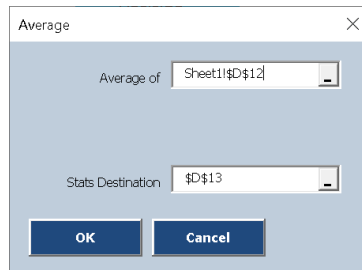 Average
Average of
Sheet1!$D$12
Stats Destination
$D$13
OK
Cancel